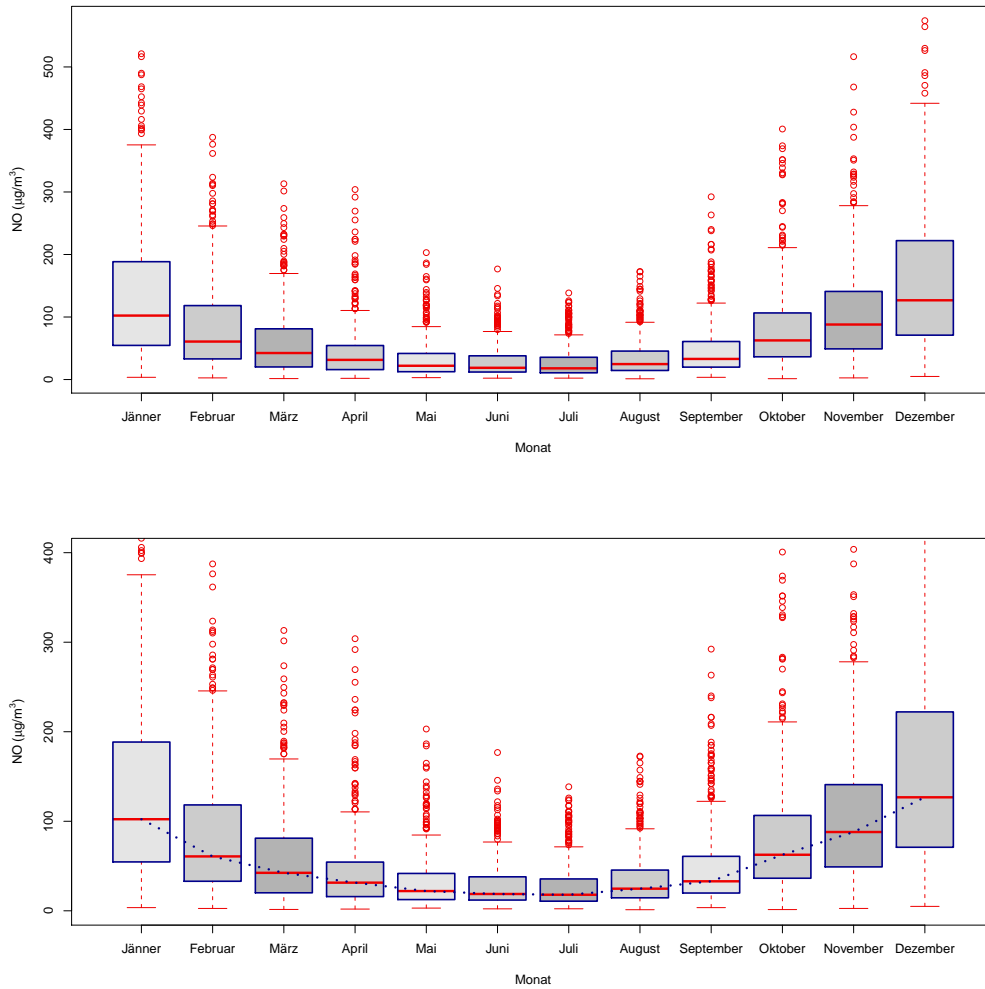 NO (µg/m³)
500
400
300
200
100
0
Jänner Februar März April Mai Juni Juli August September Oktober November Dezember
Monat
NO (µg/m³)
400
300
200
100
0
Jänner Februar März April Mai Juni Juli August September Oktober November Dezember
Monat